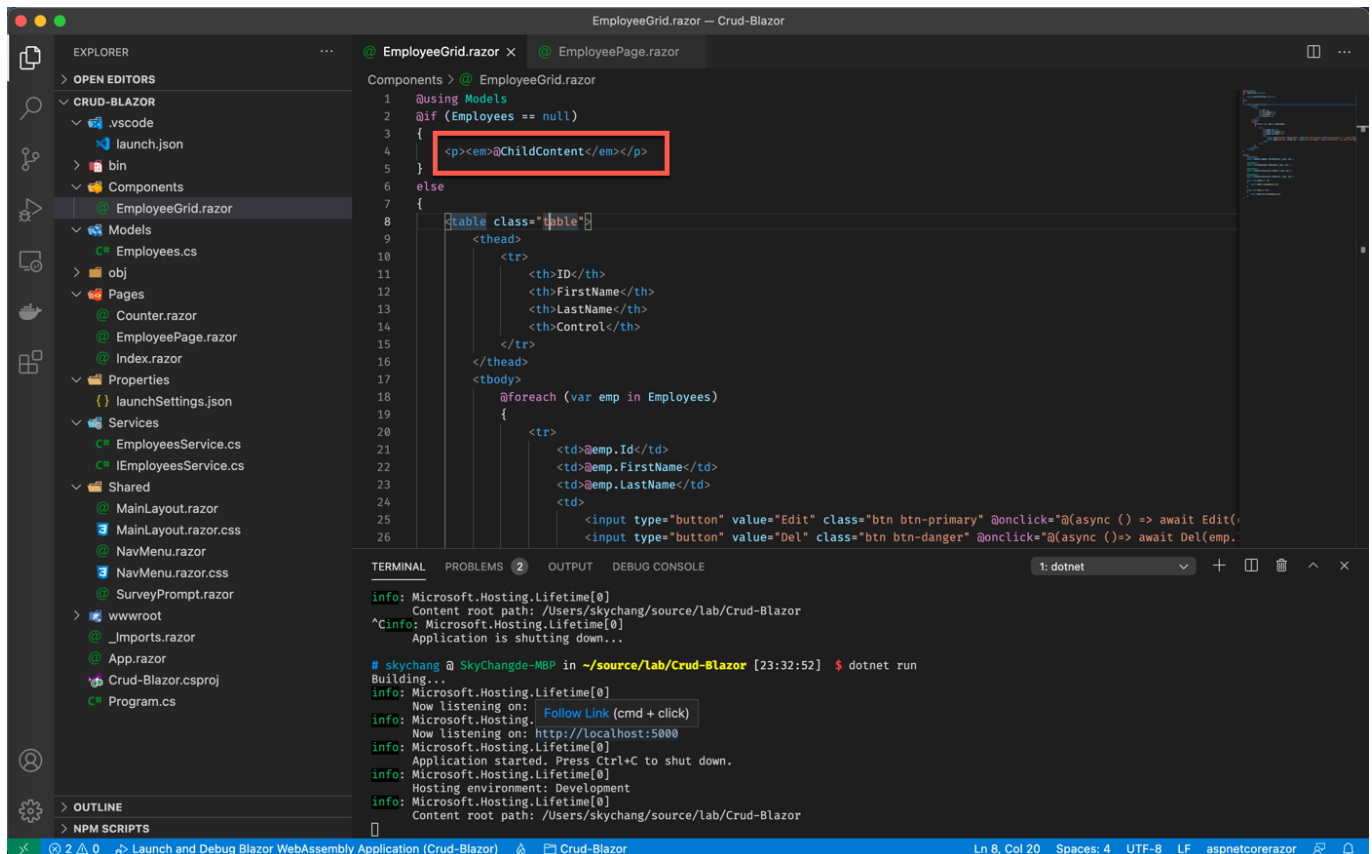 EmployeeGrid.razor — Crud-Blazor
EXPLORER
OPEN EDITORS
CRUD-BLAZOR
.vscode
launch.json
bin
Components
EmployeeGrid.razor
Models
C# Employees.cs
obj
Pages
Counter.razor
EmployeePage.razor
Index.razor
Properties
{} launchSettings.json
Services
C# EmployeesService.cs
C# IEmployeesService.cs
Shared
MainLayout.razor
MainLayout.razor.css
NavMenu.razor
NavMenu.razor.css
SurveyPrompt.razor
wwwroot
_Imports.razor
App.razor
Crud-Blazor.csproj
C# Program.cs
OUTLINE
NPM SCRIPTS
@ EmployeeGrid.razor × @ EmployeePage.razor
Components > @ EmployeeGrid.razor
1 @using Models
2 @if (Employees == null)
3 {
4 <p><em>@ChildContent</em></p>
5 }
6 else
7 {
8 <table class="table">
9 <thead>
10 <tr>
11 <th>ID</th>
12 <th>FirstName</th>
13 <th>LastName</th>
14 <th>Control</th>
15 </tr>
16 </thead>
17 <tbody>
18 @foreach (var emp in Employees)
19 {
20 <tr>
21 <td>@emp.Id</td>
22 <td>@emp.FirstName</td>
23 <td>@emp.LastName</td>
24 <td>
25 <input type="button" value="Edit" class="btn btn-primary" @onclick="@(async () => await Edit(
26 <input type="button" value="Del" class="btn btn-danger" @onclick="@(async ()=> await Del(emp.
TERMINAL PROBLEMS 2 OUTPUT DEBUG CONSOLE 1: dotnet
info: Microsoft.Hosting.Lifetime[0]
Content root path: /Users/skychang/source/lab/Crud-Blazor
^Cinfo: Microsoft.Hosting.Lifetime[0]
Application is shutting down...
# skychang @ SkyChangde-MBP in ~/source/lab/Crud-Blazor [23:32:52] $ dotnet run
Building...
info: Microsoft.Hosting.Lifetime[0]
Now listening on:
Follow Link (cmd + click)
info: Microsoft.Hosting.
Now listening on: http://localhost:5000
info: Microsoft.Hosting.Lifetime[0]
Application started. Press Ctrl+C to shut down.
info: Microsoft.Hosting.Lifetime[0]
Hosting environment: Development
info: Microsoft.Hosting.Lifetime[0]
Content root path: /Users/skychang/source/lab/Crud-Blazor
2 0 Launch and Debug Blazor WebAssembly Application (Crud-Blazor) Crud-Blazor Ln 8, Col 20 Spaces: 4 UTF-8 LF aspnetcorerazor